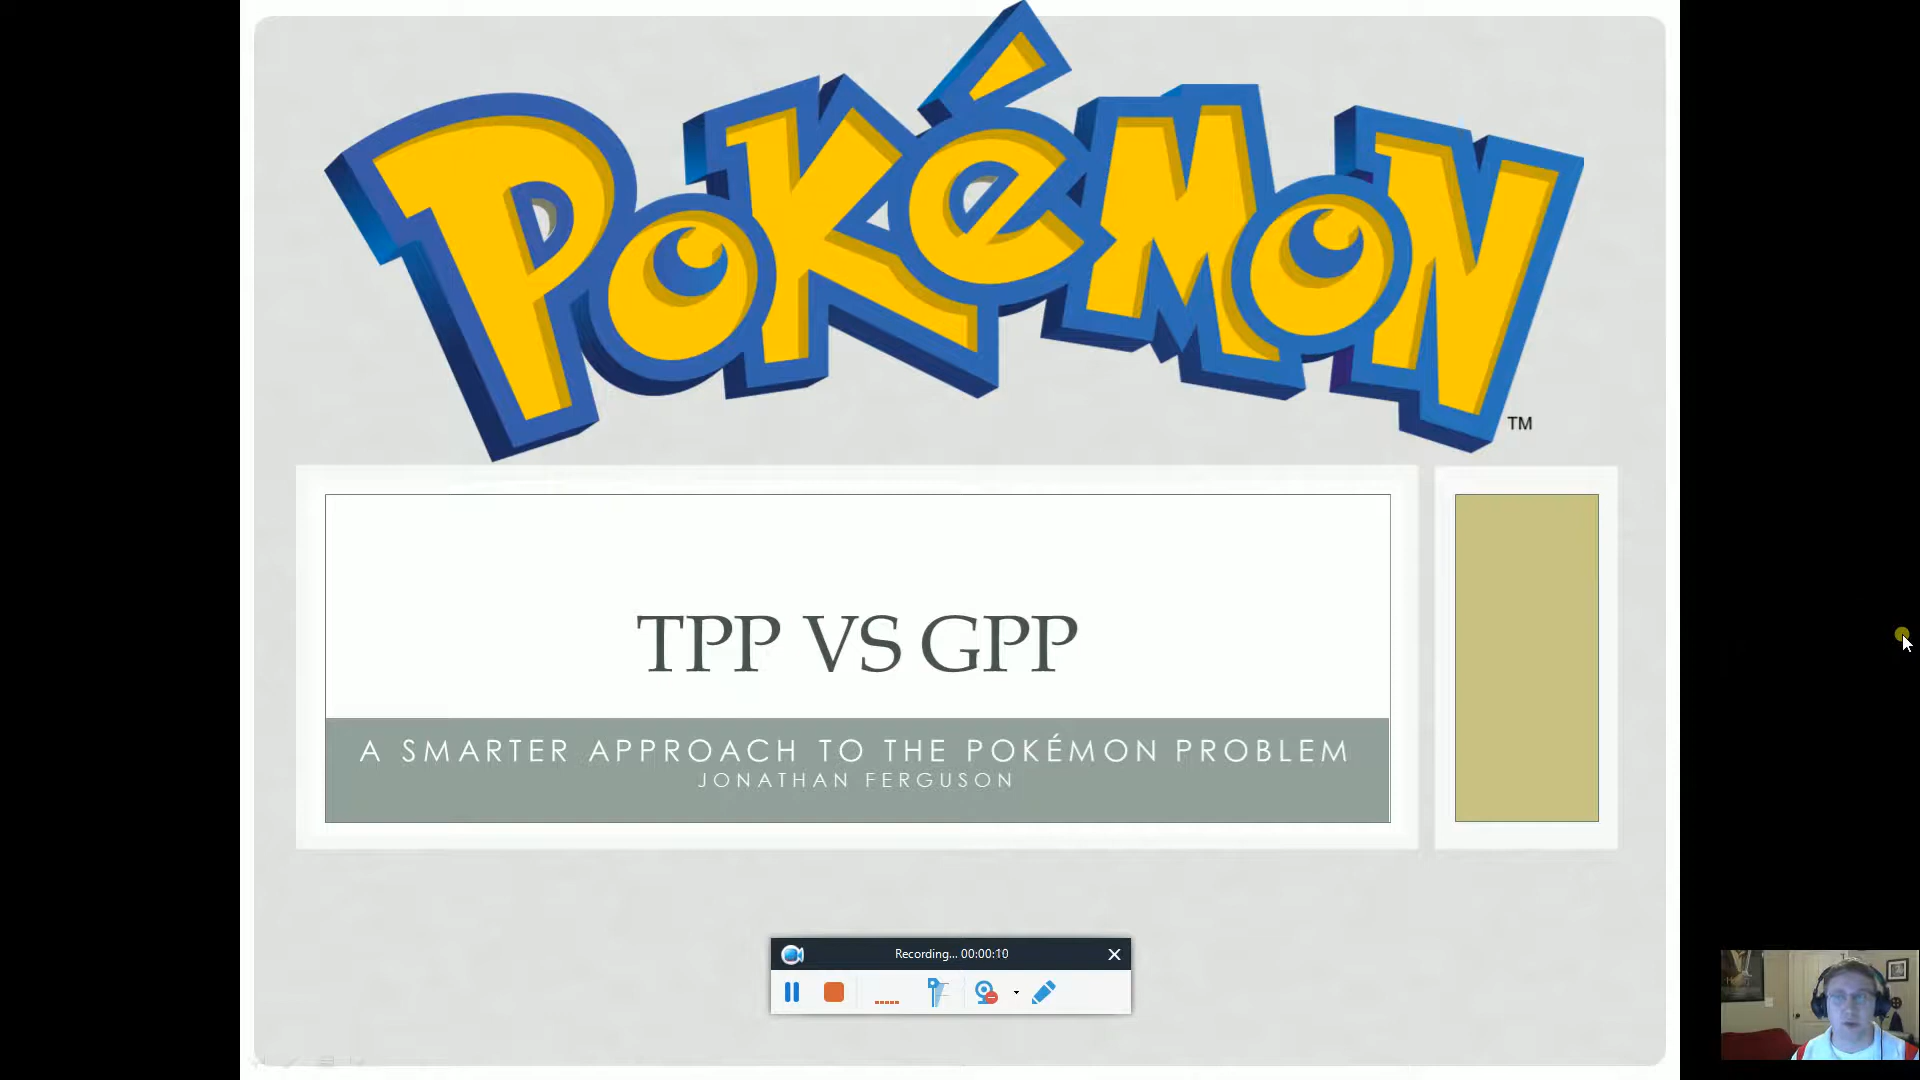 POKéMON
TM
TPP VS GPP
A SMARTER APPROACH TO THE POKÉMON PROBLEM
JONATHAN FERGUSON
Recording... 00:00:10